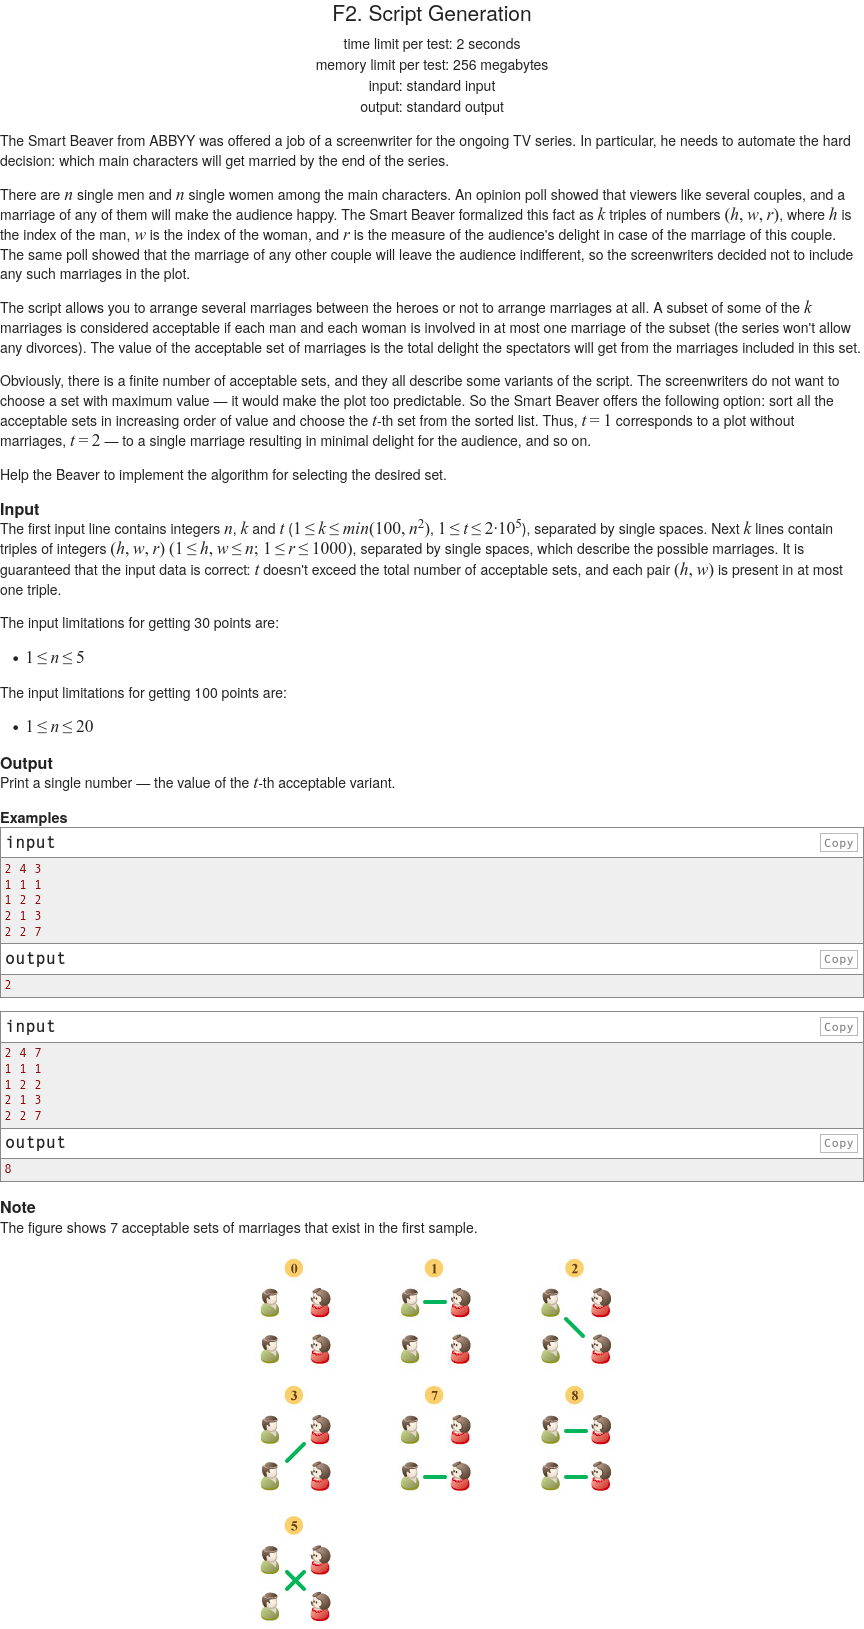 F2. Script Generation
time limit per test: 2 seconds
memory limit per test: 256 megabytes
input: standard input
output: standard output
The Smart Beaver from ABBYY was offered a job of a screenwriter for the ongoing TV series. In particular, he needs to automate the hard
decision: which main characters will get married by the end of the series.
There are n single men and n single women among the main characters. An opinion poll showed that viewers like several couples, and a
marriage of any of them will make the audience happy. The Smart Beaver formalized this fact as k triples of numbers (h, w, r), where h is
the index of the man, w is the index of the woman, and r is the measure of the audience's delight in case of the marriage of this couple.
The same poll showed that the marriage of any other couple will leave the audience indifferent, so the screenwriters decided not to include
any such marriages in the plot.
The script allows you to arrange several marriages between the heroes or not to arrange marriages at all. A subset of some of the k
marriages is considered acceptable if each man and each woman is involved in at most one marriage of the subset (the series won't allow
any divorces). The value of the acceptable set of marriages is the total delight the spectators will get from the marriages included in this set.
Obviously, there is a finite number of acceptable sets, and they all describe some variants of the script. The screenwriters do not want to
choose a set with maximum value — it would make the plot too predictable. So the Smart Beaver offers the following option: sort all the
acceptable sets in increasing order of value and choose the t-th set from the sorted list. Thus, t = 1 corresponds to a plot without
marriages, t = 2 — to a single marriage resulting in minimal delight for the audience, and so on.
Help the Beaver to implement the algorithm for selecting the desired set.
Input
The first input line contains integers n, k and t (1 ≤ k ≤ min(100, n²), 1 ≤ t ≤ 2·10⁵), separated by single spaces. Next k lines contain
triples of integers (h, w, r) (1 ≤ h, w ≤ n; 1 ≤ r ≤ 1000), separated by single spaces, which describe the possible marriages. It is
guaranteed that the input data is correct: t doesn't exceed the total number of acceptable sets, and each pair (h, w) is present in at most
one triple.
The input limitations for getting 30 points are:
• 1 ≤ n ≤ 5
The input limitations for getting 100 points are:
• 1 ≤ n ≤ 20
Output
Print a single number — the value of the t-th acceptable variant.
Examples
input Copy
2 4 3
1 1 1
1 2 2
2 1 3
2 2 7
output Copy
2
input Copy
2 4 7
1 1 1
1 2 2
2 1 3
2 2 7
output Copy
8
Note
The figure shows 7 acceptable sets of marriages that exist in the first sample.
0 1 2
3 7 8
5